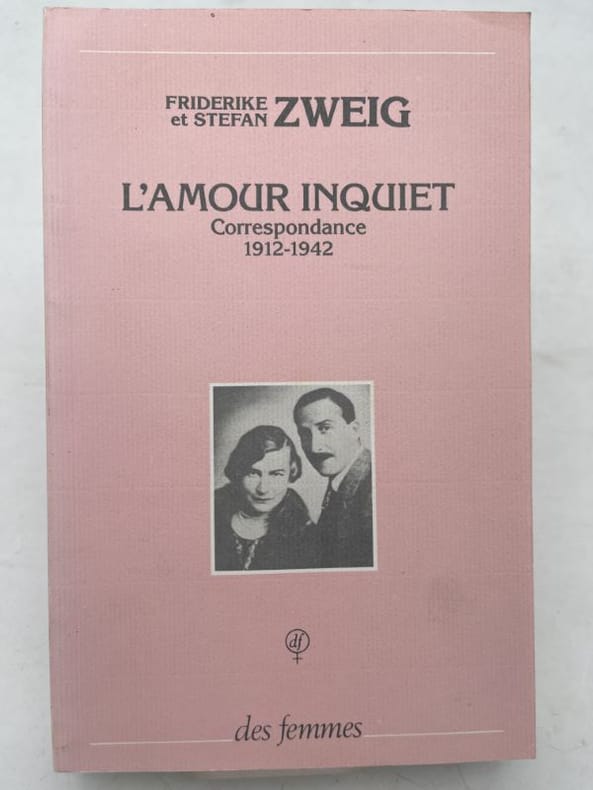 FRIDERIKE
et STEFAN ZWEIG
L'AMOUR INQUIET
Correspondance
1912-1942
df
des femmes